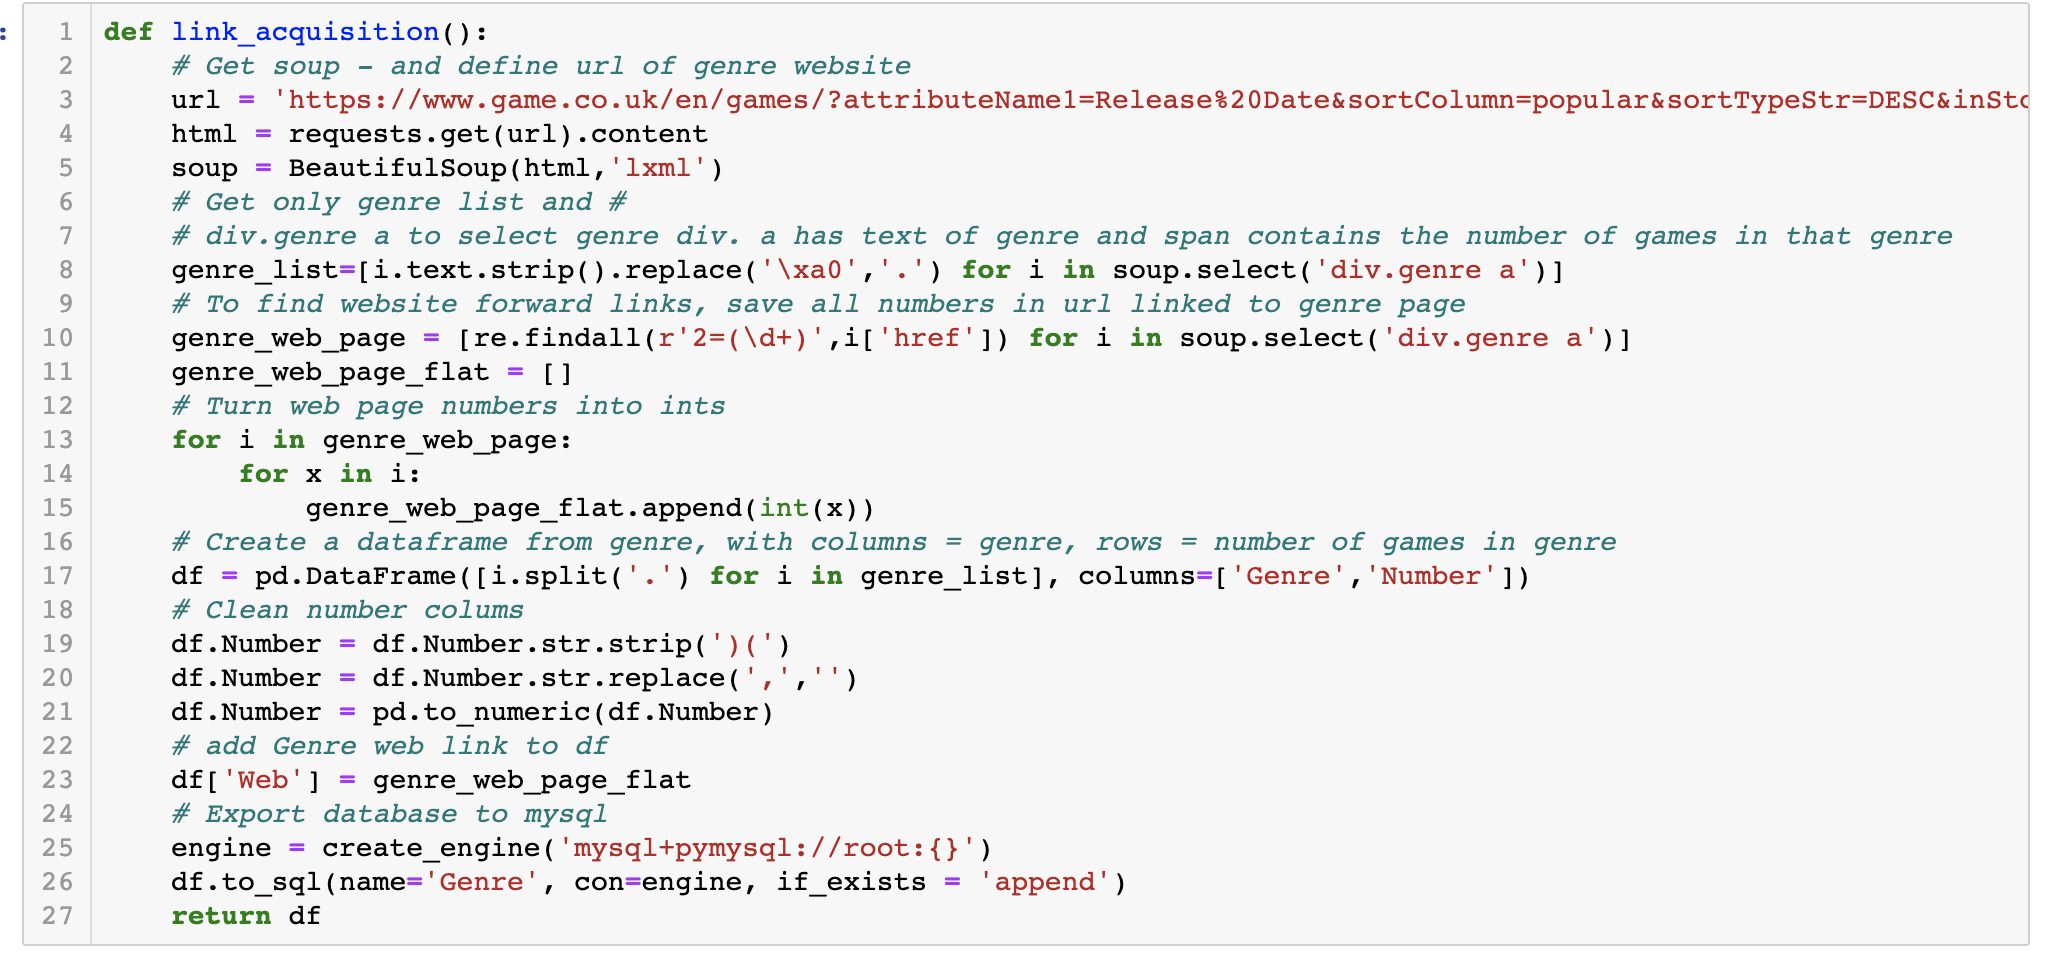 : 1 def link_acquisition():
2 # Get soup - and define url of genre website
3 url = 'https://www.game.co.uk/en/games/?attributeName1=Release%20Date&sortColumn=popular&sortTypeStr=DESC&inSto
4 html = requests.get(url).content
5 soup = BeautifulSoup(html,'lxml')
6 # Get only genre list and #
7 # div.genre a to select genre div. a has text of genre and span contains the number of games in that genre
8 genre_list=[i.text.strip().replace('\xa0','.') for i in soup.select('div.genre a')]
9 # To find website forward links, save all numbers in url linked to genre page
10 genre_web_page = [re.findall(r'2=(\d+)',i['href']) for i in soup.select('div.genre a')]
11 genre_web_page_flat = []
12 # Turn web page numbers into ints
13 for i in genre_web_page:
14 for x in i:
15 genre_web_page_flat.append(int(x))
16 # Create a dataframe from genre, with columns = genre, rows = number of games in genre
17 df = pd.DataFrame([i.split('.') for i in genre_list], columns=['Genre','Number'])
18 # Clean number colums
19 df.Number = df.Number.str.strip(')(')
20 df.Number = df.Number.str.replace(',','')
21 df.Number = pd.to_numeric(df.Number)
22 # add Genre web link to df
23 df['Web'] = genre_web_page_flat
24 # Export database to mysql
25 engine = create_engine('mysql+pymysql://root:{}')
26 df.to_sql(name='Genre', con=engine, if_exists = 'append')
27 return df